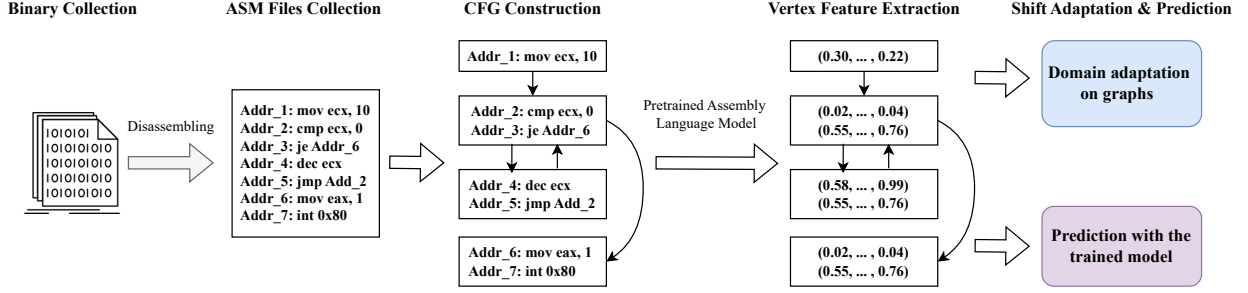 Binary Collection
ASM Files Collection
CFG Construction
Vertex Feature Extraction
Shift Adaptation & Prediction
IOIOIOI
OIOIOIOIO
OIOIOIOIO
OIOIOIOIO
OIOIOIOIO
Disassembling
Addr_1: mov ecx, 10
Addr_2: cmp ecx, 0
Addr_3: je Addr_6
Addr_4: dec ecx
Addr_5: jmp Add_2
Addr_6: mov eax, 1
Addr_7: int 0x80
Addr_1: mov ecx, 10
Addr_2: cmp ecx, 0
Addr_3: je Addr_6
Addr_4: dec ecx
Addr_5: jmp Add_2
Addr_6: mov eax, 1
Addr_7: int 0x80
Pretrained Assembly
Language Model
(0.30, ... , 0.22)
(0.02, ... , 0.04)
(0.55, ... , 0.76)
(0.58, ... , 0.99)
(0.55, ... , 0.76)
(0.02, ... , 0.04)
(0.55, ... , 0.76)
Domain adaptation
on graphs
Prediction with the
trained model